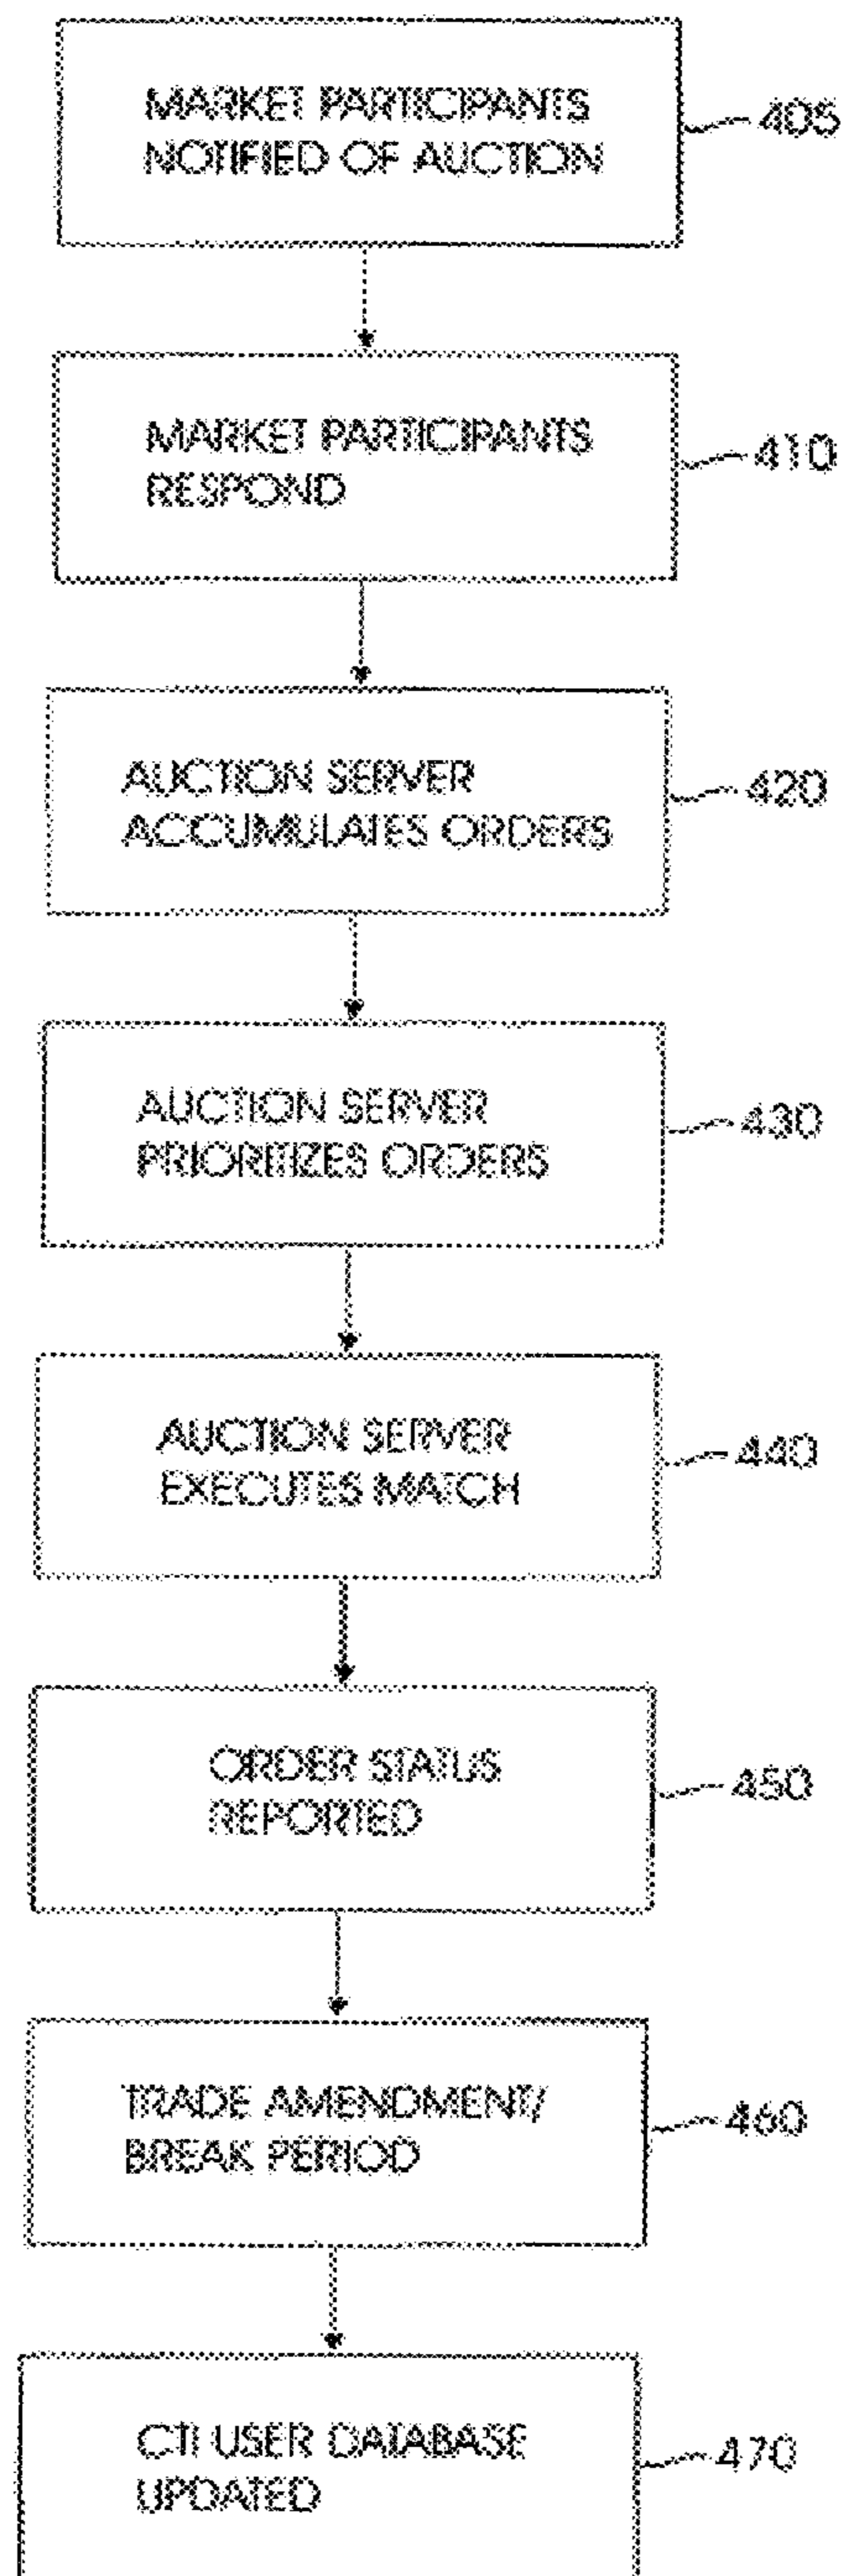 MARKET PARTICIPANTS
NOTIFIED OF AUCTION
405
MARKET PARTICIPANTS
RESPOND
410
AUCTION SERVER
ACCUMULATES ORDERS
420
AUCTION SERVER
PRIORITIZES ORDERS
430
AUCTION SERVER
EXECUTES MATCH
440
ORDER STATUS
REPORTED
450
TRADE AMENDMENT/
BREAK PERIOD
460
CTI USER DATABASE
UPDATED
470